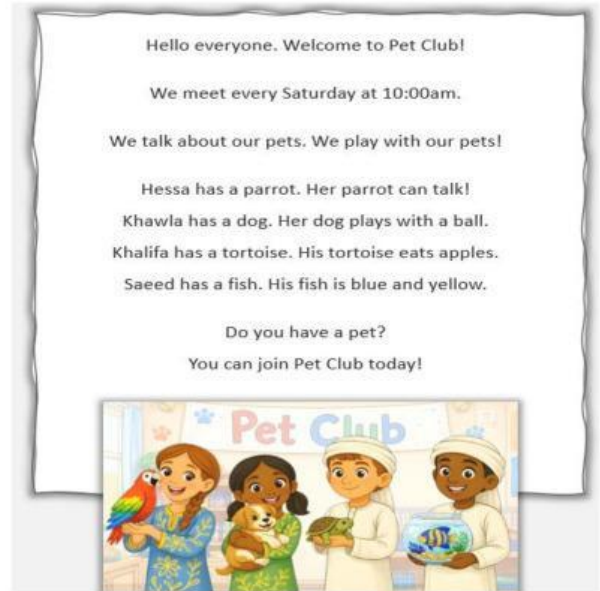 Hello everyone. Welcome to Pet Club!
We meet every Saturday at 10:00am.
We talk about our pets. We play with our pets!
Hessa has a parrot. Her parrot can talk!
Khawla has a dog. Her dog plays with a ball.
Khalifa has a tortoise. His tortoise eats apples.
Saeed has a fish. His fish is blue and yellow.
Do you have a pet?
You can join Pet Club today!
Pet Club